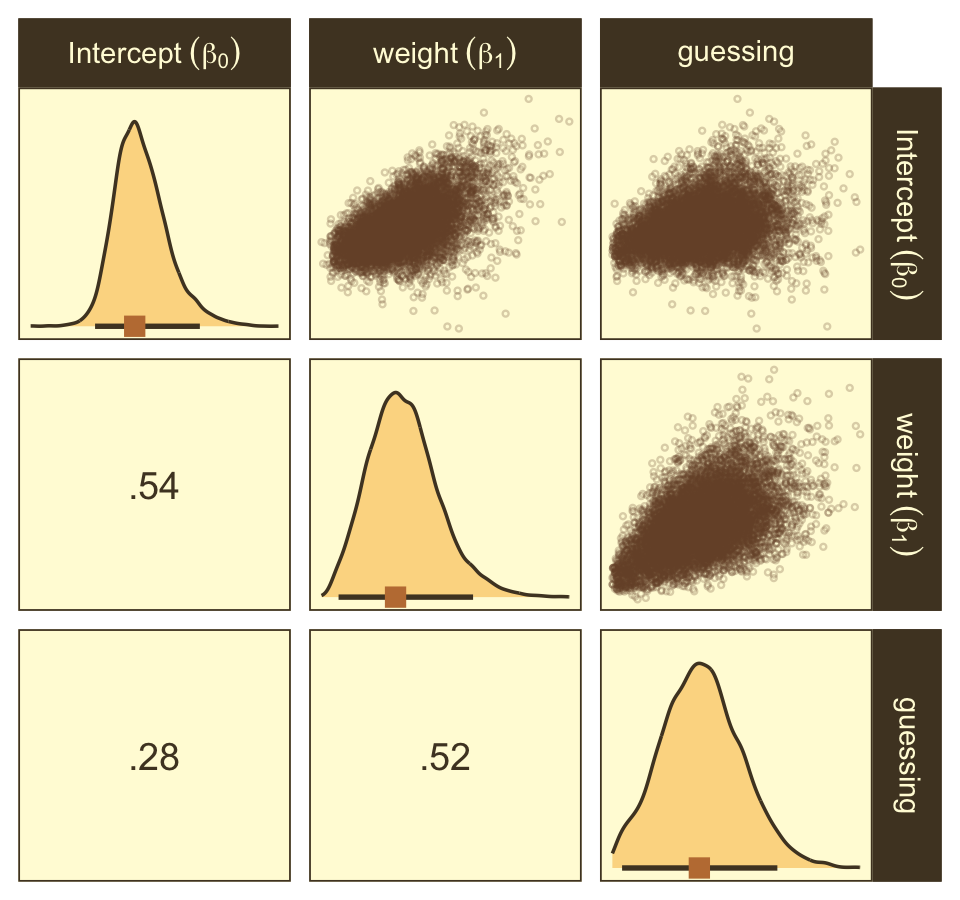 Intercept (β₀)
weight (β₁)
guessing
Intercept (β₀)
.54
weight (β₁)
.28
.52
guessing